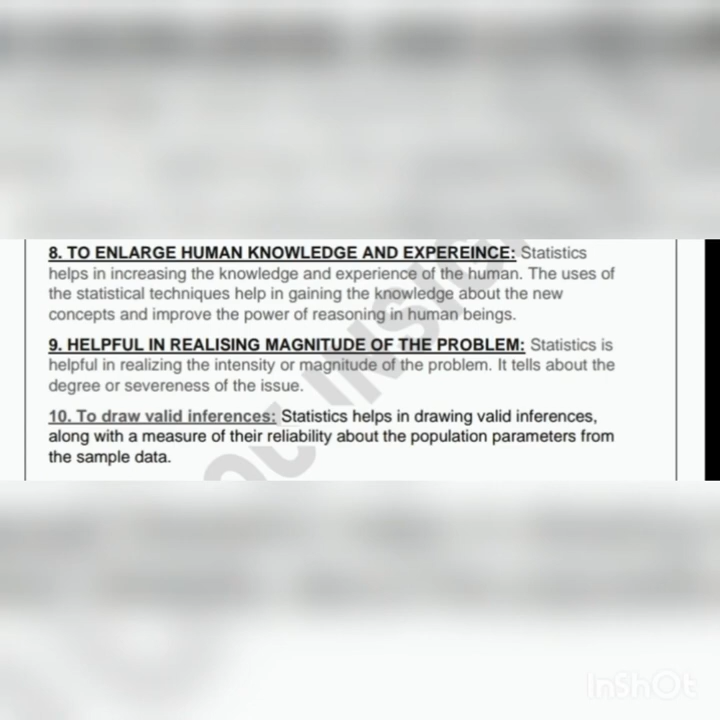 8. TO ENLARGE HUMAN KNOWLEDGE AND EXPEREINCE: Statistics
helps in increasing the knowledge and experience of the human. The uses of
the statistical techniques help in gaining the knowledge about the new
concepts and improve the power of reasoning in human beings.
9. HELPFUL IN REALISING MAGNITUDE OF THE PROBLEM: Statistics is
helpful in realizing the intensity or magnitude of the problem. It tells about the
degree or severeness of the issue.
10. To draw valid inferences: Statistics helps in drawing valid inferences,
along with a measure of their reliability about the population parameters from
the sample data.
InShOt